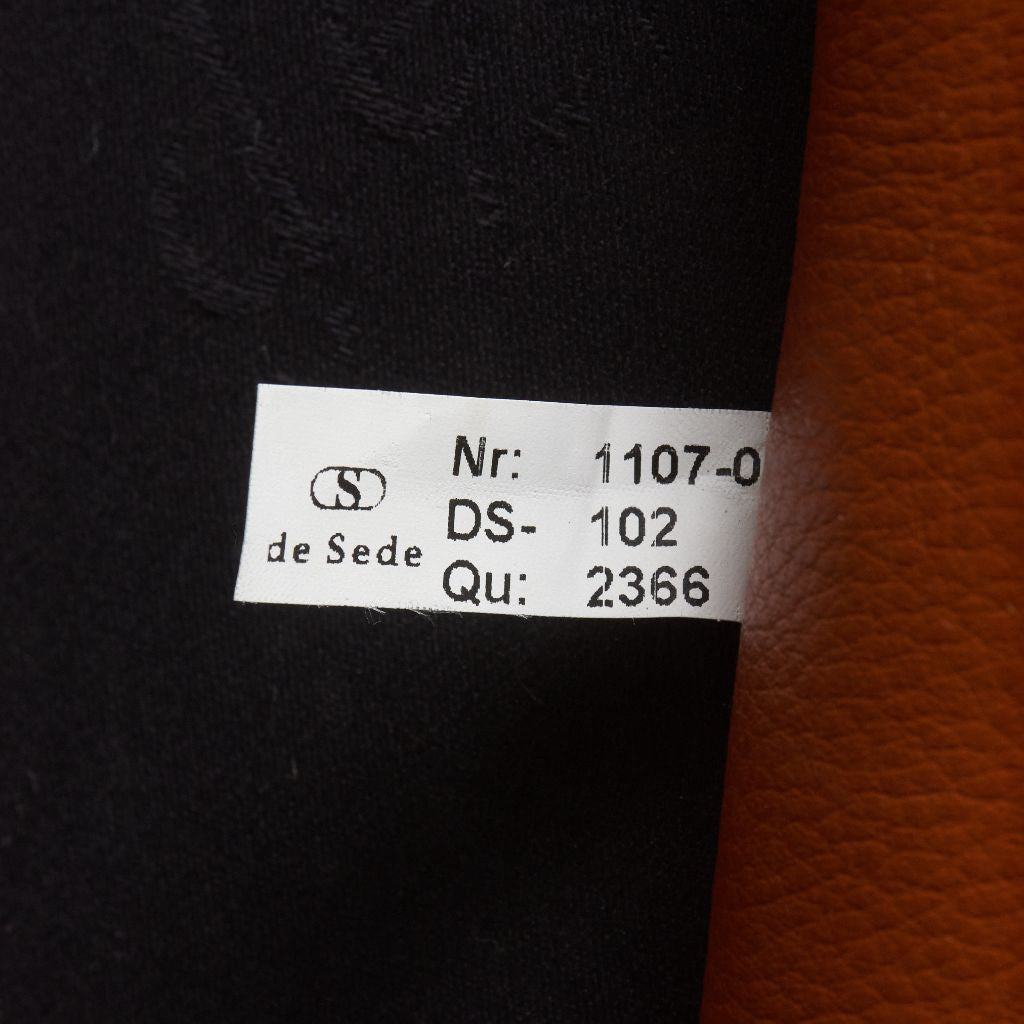 Nr: 1107-0
S
DS- 102
de Sede
Qu: 2366